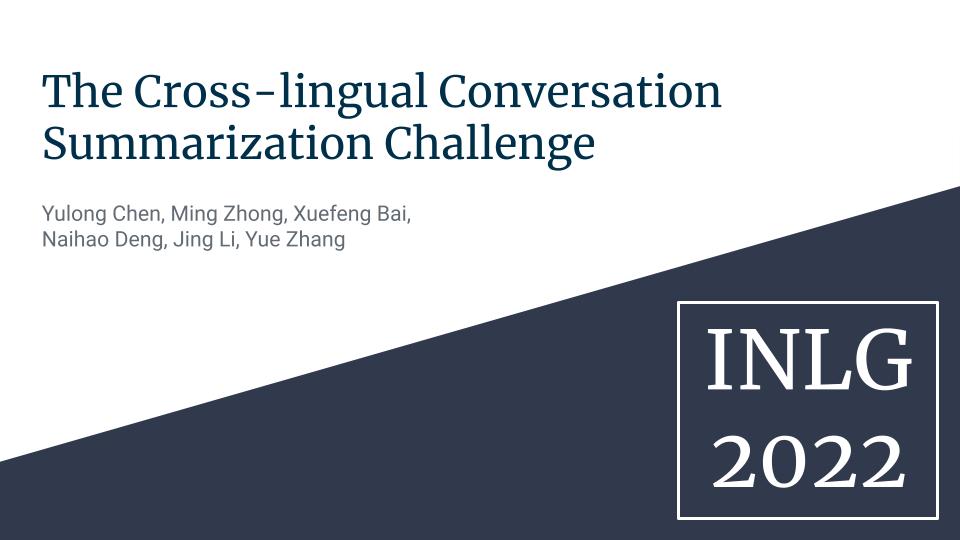 The Cross-lingual Conversation
Summarization Challenge
Yulong Chen, Ming Zhong, Xuefeng Bai,
Naihao Deng, Jing Li, Yue Zhang
INLG
2022